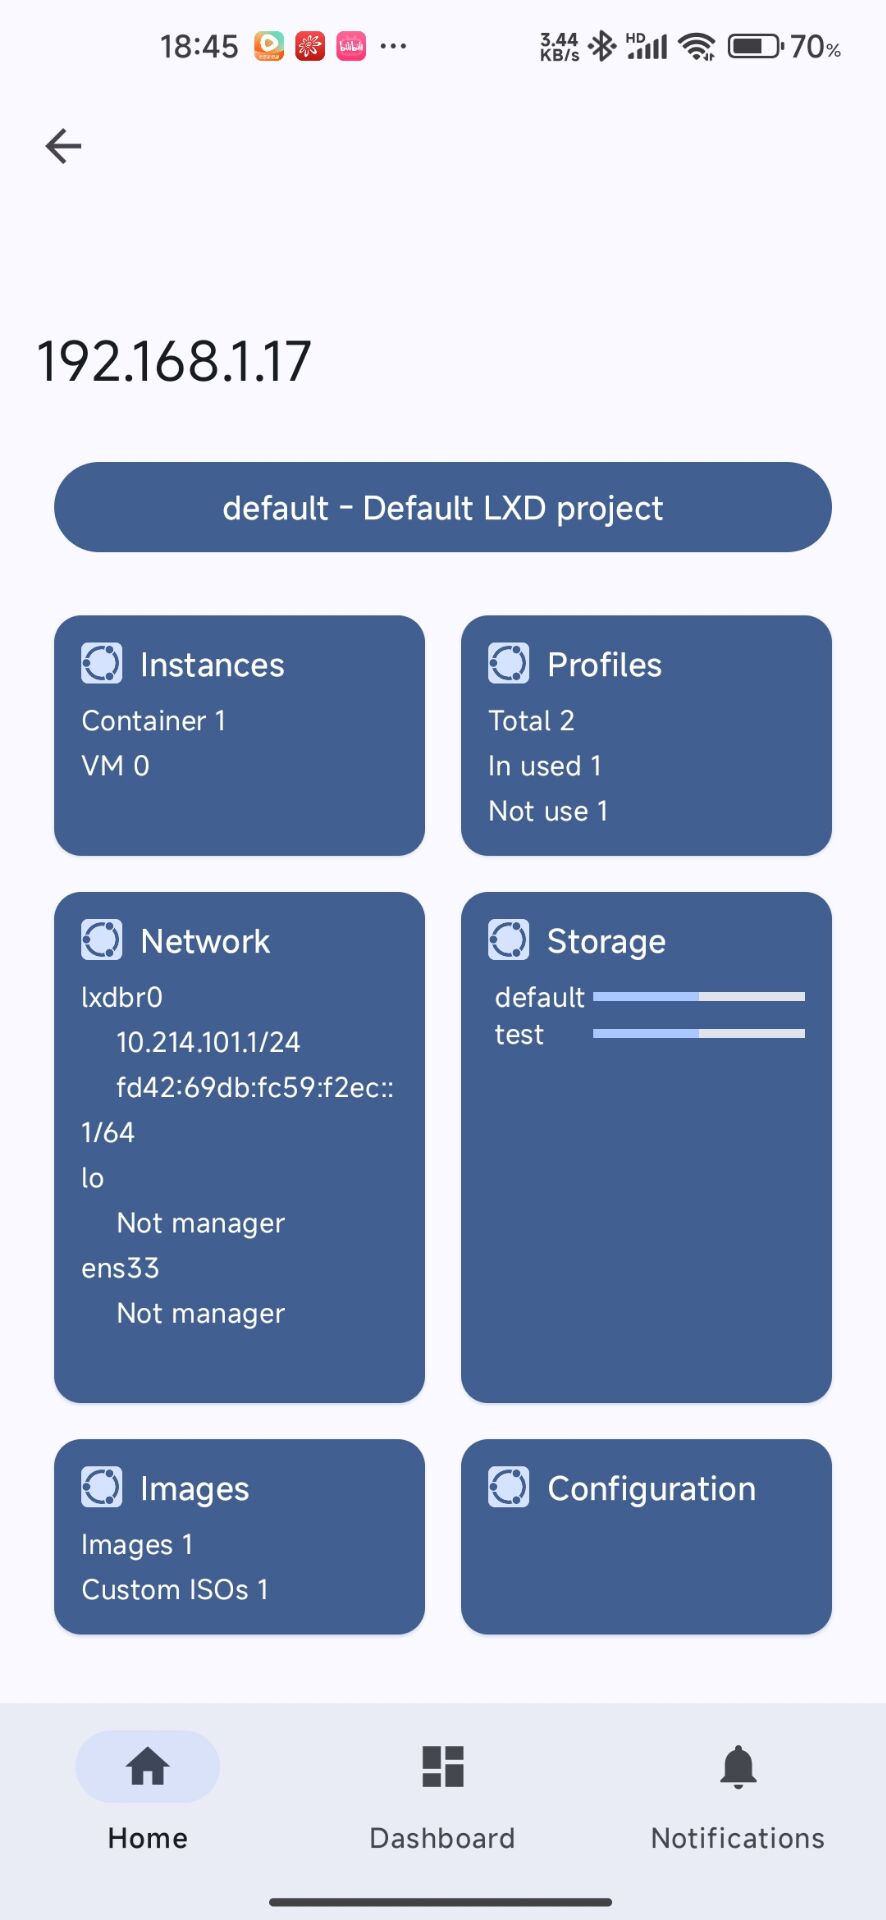 18:45
3.44
KB/s
HD
70%
192.168.1.17
default - Default LXD project
Instances
Container 1
VM 0
Profiles
Total 2
In used 1
Not use 1
Network
lxdbr0
10.214.101.1/24
fd42:69db:fc59:f2ec::
1/64
lo
Not manager
ens33
Not manager
Storage
default
test
Images
Images 1
Custom ISOs 1
Configuration
Home
Dashboard
Notifications